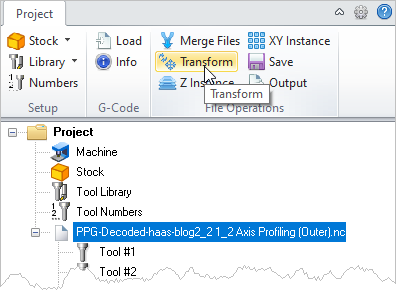 Project
Stock Load Merge Files XY Instance
Library Info Transform Save
Numbers Z Instance Output
Transform
Setup G-Code File Operations
Project
Machine
Stock
Tool Library
Tool Numbers
PPG-Decoded-haas-blog2_2 1_2 Axis Profiling (Outer).nc
Tool #1
Tool #2